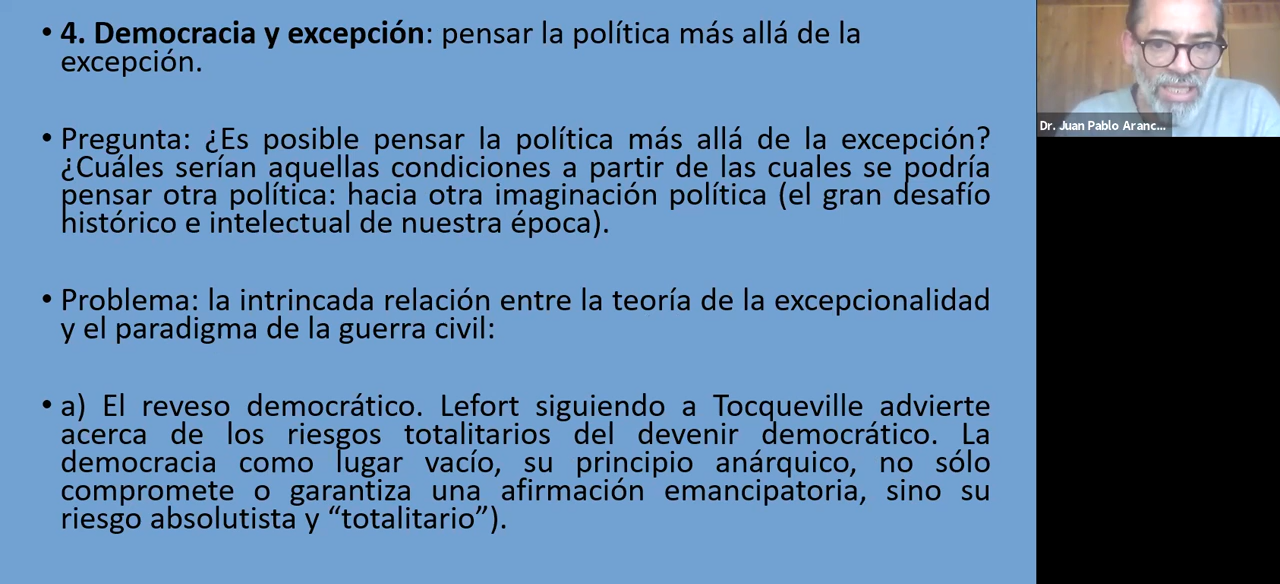 • 4. Democracia y excepción: pensar la política más allá de la
excepción.
• Pregunta: ¿Es posible pensar la política más allá de la excepción?
¿Cuáles serían aquellas condiciones a partir de las cuales se podría
pensar otra política: hacia otra imaginación política (el gran desafío
histórico e intelectual de nuestra época).
• Problema: la intrincada relación entre la teoría de la excepcionalidad
y el paradigma de la guerra civil:
• a) El reveso democrático. Lefort siguiendo a Tocqueville advierte
acerca de los riesgos totalitarios del devenir democrático. La
democracia como lugar vacío, su principio anárquico, no sólo
compromete o garantiza una afirmación emancipatoria, sino su
riesgo absolutista y “totalitario”).
Dr. Juan Pablo Aranc...